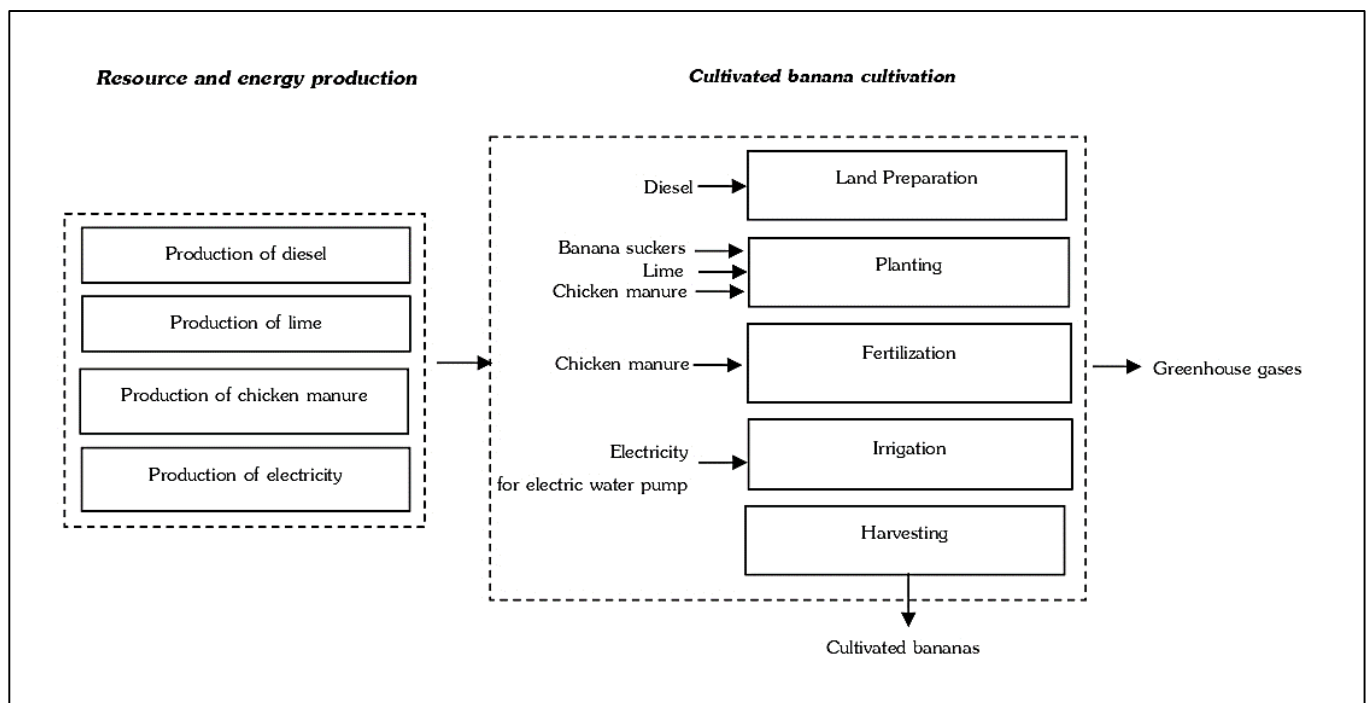 Resource and energy production
Cultivated banana cultivation
Production of diesel
Production of lime
Production of chicken manure
Production of electricity
Diesel
Land Preparation
Banana suckers
Lime
Chicken manure
Planting
Chicken manure
Fertilization
Electricity
for electric water pump
Irrigation
Harvesting
Greenhouse gases
Cultivated bananas